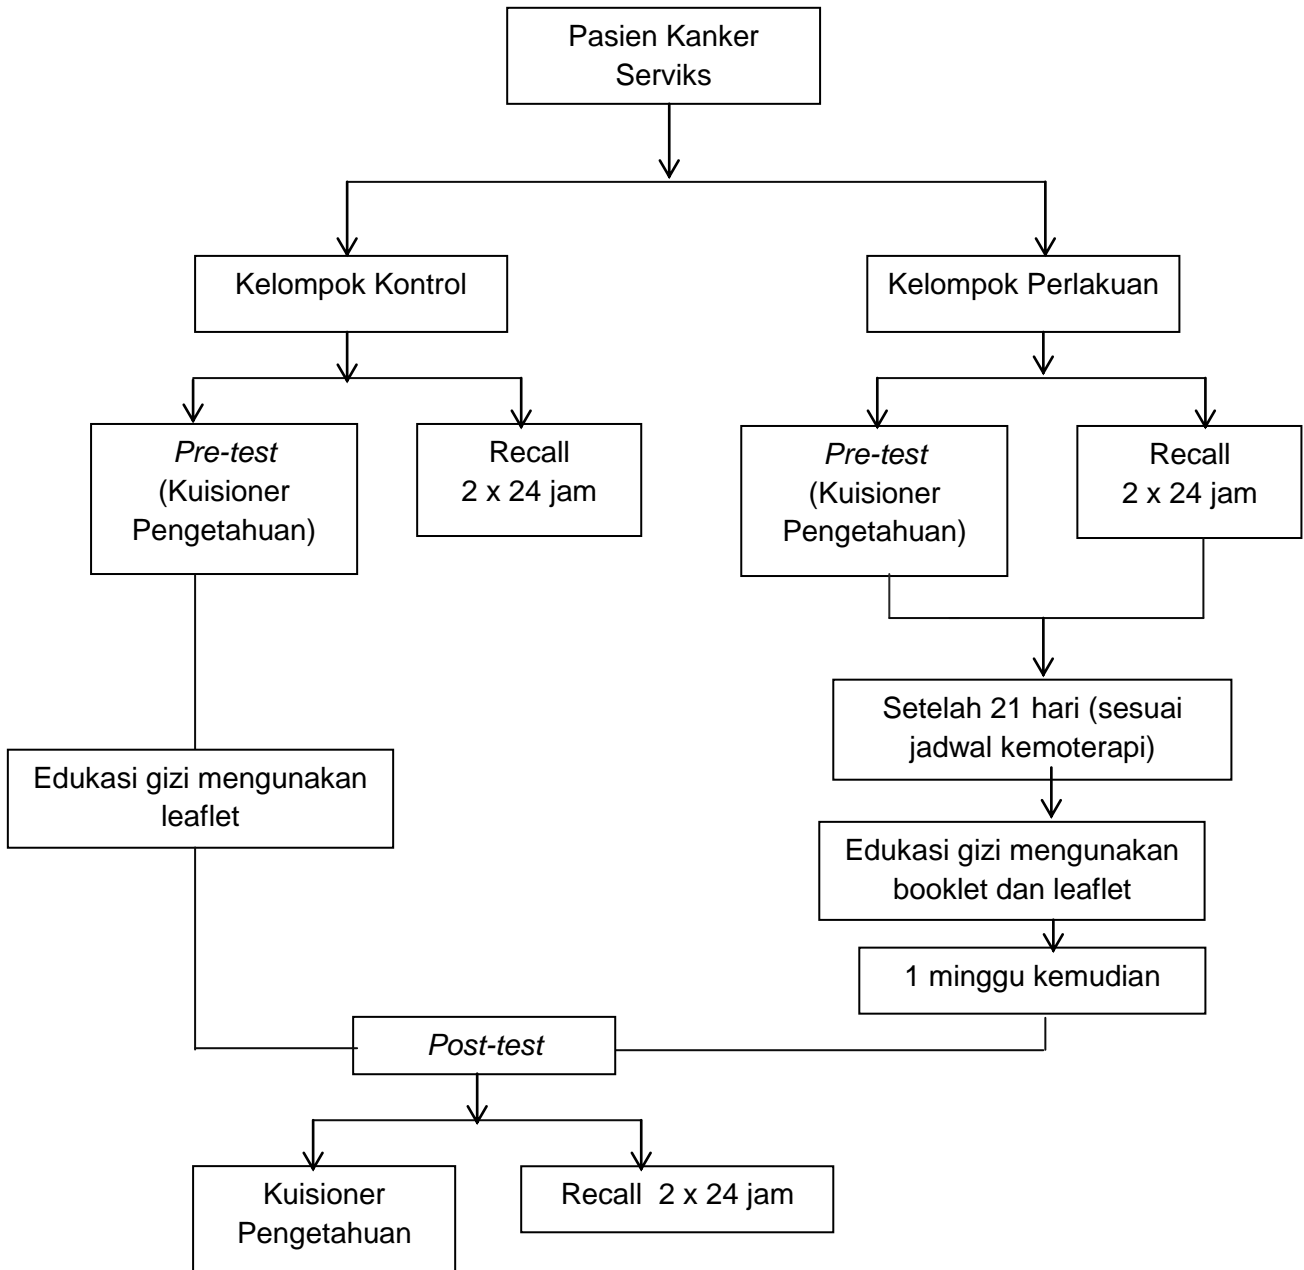 Pasien Kanker
Serviks
Kelompok Kontrol
Kelompok Perlakuan
Pre-test
(Kuisioner
Pengetahuan)
Recall
2 x 24 jam
Pre-test
(Kuisioner
Pengetahuan)
Recall
2 x 24 jam
Setelah 21 hari (sesuai
jadwal kemoterapi)
Edukasi gizi mengunakan
leaflet
Edukasi gizi mengunakan
booklet dan leaflet
1 minggu kemudian
Post-test
Kuisioner
Pengetahuan
Recall 2 x 24 jam